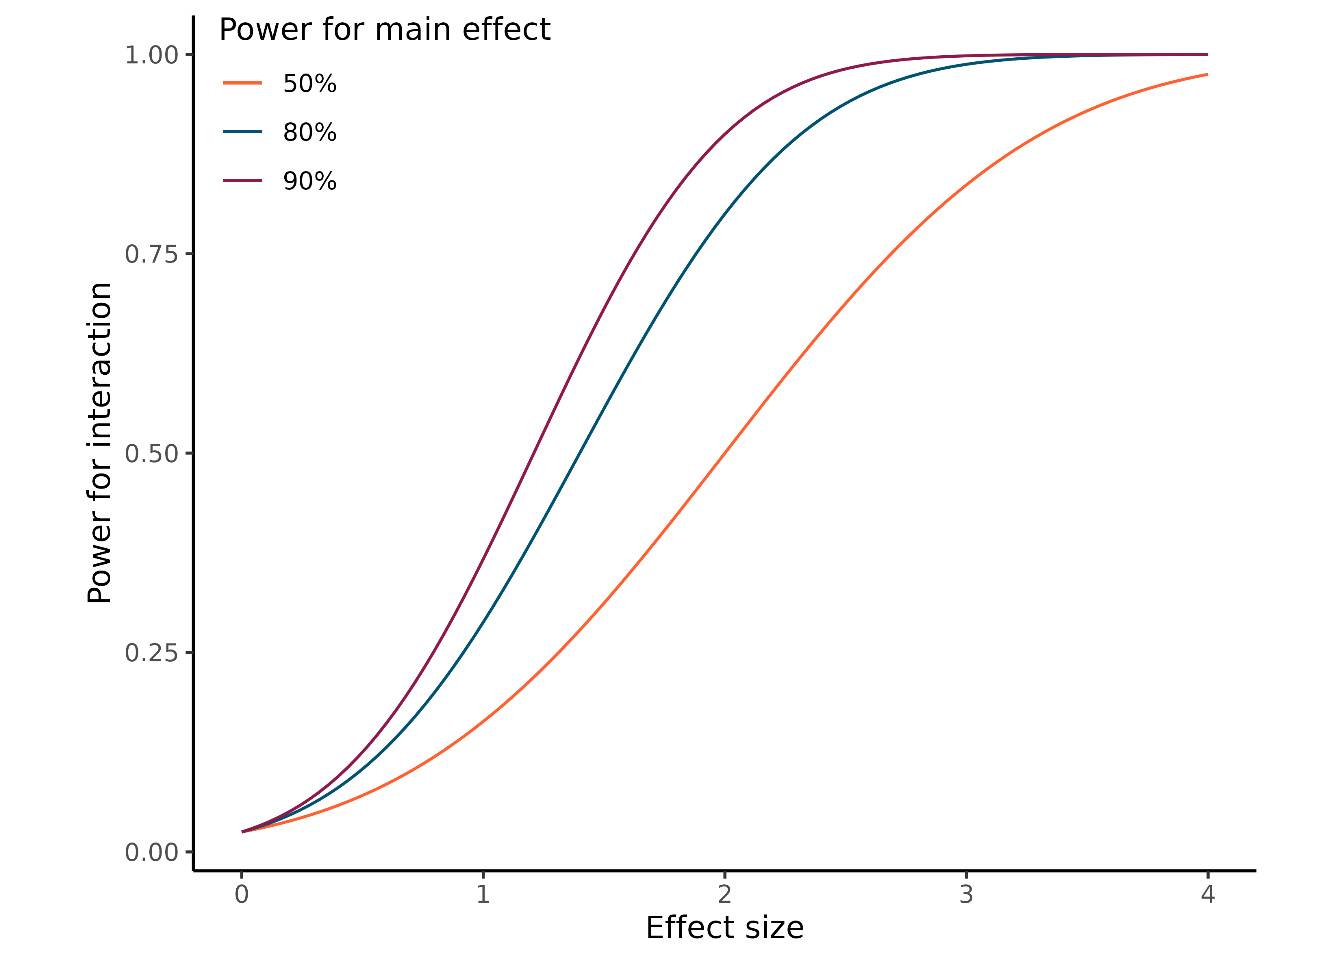 Power for main effect
50%
80%
90%
1.00
0.75
0.50
0.25
0.00
Power for interaction
0 1 2 3 4
Effect size